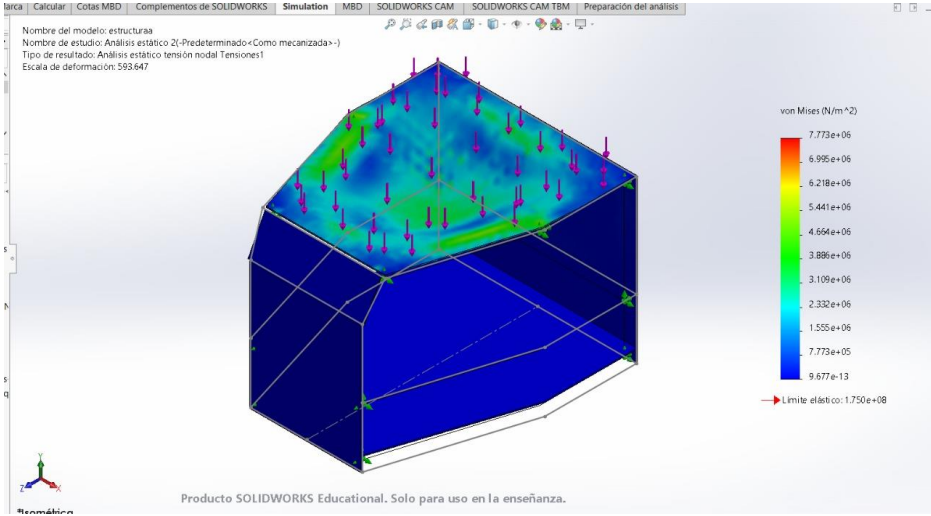 Calcular
Cotas MBD
Complementos de SOLIDWORKS
Simulation
MBD
SOLIDWORKS CAM
SOLIDWORKS CAM TBM
Preparación del análisis
Nombre del modelo: estructuraa
Nombre de estudio: Análisis estático 2(-Predeterminado<Como mecanizada>-)
Tipo de resultado: Análisis estático tensión nodal Tensiones1
Escala de deformación: 593.647
von Mises (N/m^2)
7.773e+06
6.995e+06
6.218e+06
5.441e+06
4.664e+06
3.886e+06
3.109e+06
2.332e+06
1.555e+06
7.773e+05
9.677e-13
Límite elástico: 1.750e+08
Y
Z
X
Producto SOLIDWORKS Educational. Solo para uso en la enseñanza.
*Isométrica